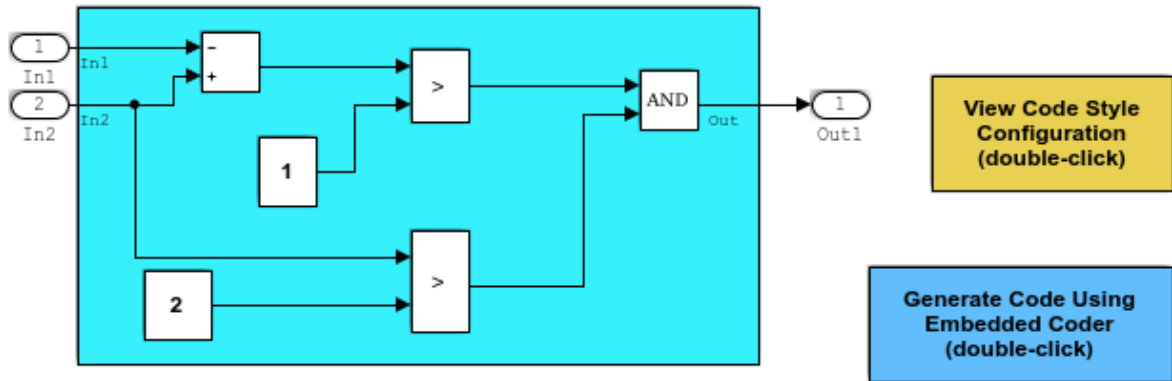 1
In1
In1
2
In2
In2
-
+
>
1
>
2
AND
Out
1
Out1
View Code Style
Configuration
(double-click)
Generate Code Using
Embedded Coder
(double-click)